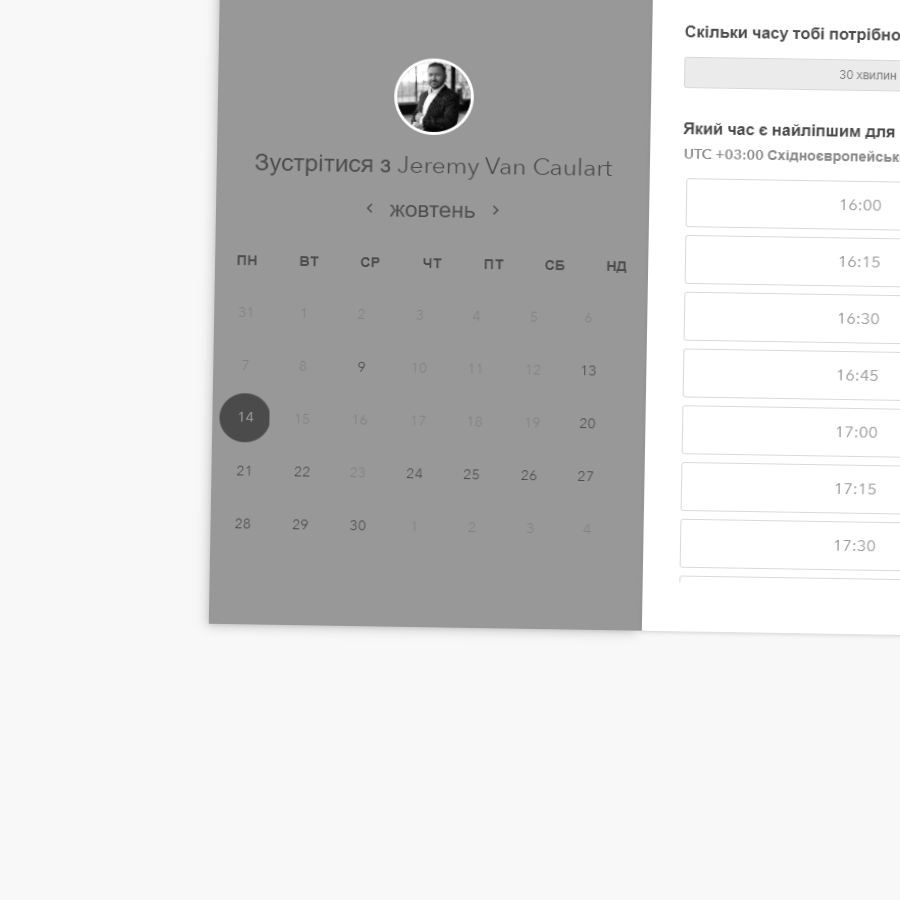 Зустрітися з Jeremy Van Caulart
жовтень
ПН ВТ СР ЧТ ПТ СБ НД
31 1 2 3 4 5 6
7 8 9 10 11 12 13
14 15 16 17 18 19 20
21 22 23 24 25 26 27
28 29 30 1 2 3 4
Скільки часу тобі потрібно
30 хвилин
Який час є найліпшим для
UTC +03:00 Східноєвропейськ
16:00
16:15
16:30
16:45
17:00
17:15
17:30